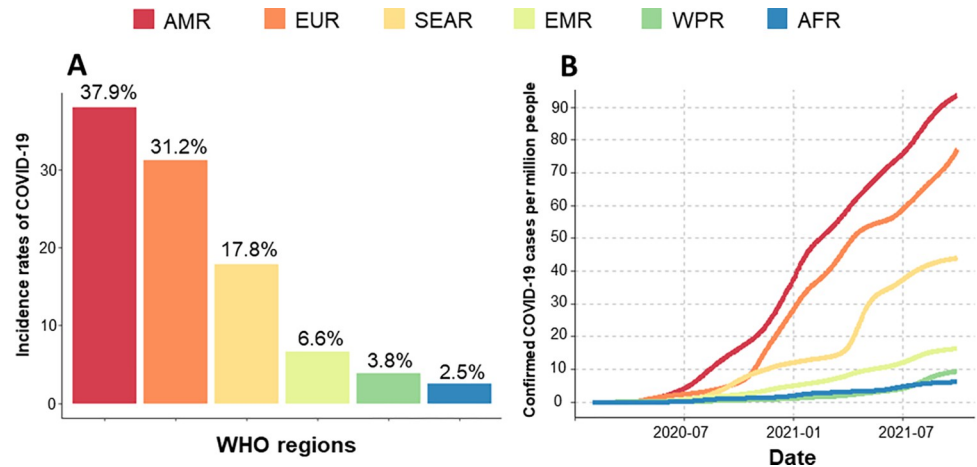 AMR EUR SEAR EMR WPR AFR
A
37.9%
31.2%
17.8%
6.6%
3.8%
2.5%
Incidence rates of COVID-19
30
20
10
0
WHO regions
B
Confirmed COVID-19 cases per million people
90
80
70
60
50
40
30
20
10
0
2020-07 2021-01 2021-07
Date